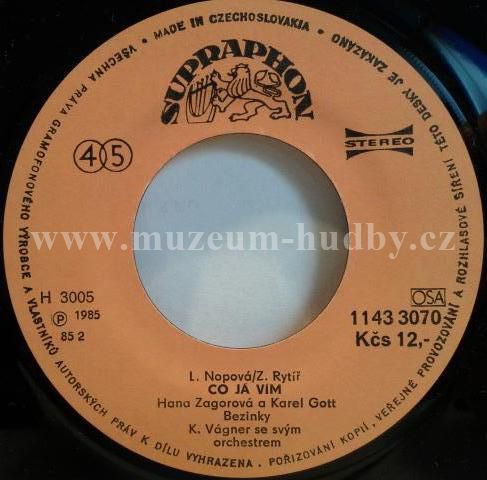 VŠECHNA PRÁVA GRAMOFONOVÉHO VÝROBCE A VLASTNÍKŮ AUTORSKÝCH PRÁV K DÍLU VYHRAZENA. POŘIZOVÁNÍ KOPIÍ, VEŘEJNÉ PROVOZOVÁNÍ A ROZHLASOVÉ ŠÍŘENÍ TÉTO DESKY JE ZAKÁZÁNO • MADE IN CZECHOSLOVAKIA •
SUPRAPHON
45
STEREO
www.muzeum-hudby.cz
H 3005
OSA
℗ 1985
1143 3070
85 2
Kčs 12,-
L. Nopová/Z. Rytíř
CO JÁ VÍM
Hana Zagorová a Karel Gott
Bezinky
K. Vágner se svým
orchestrem